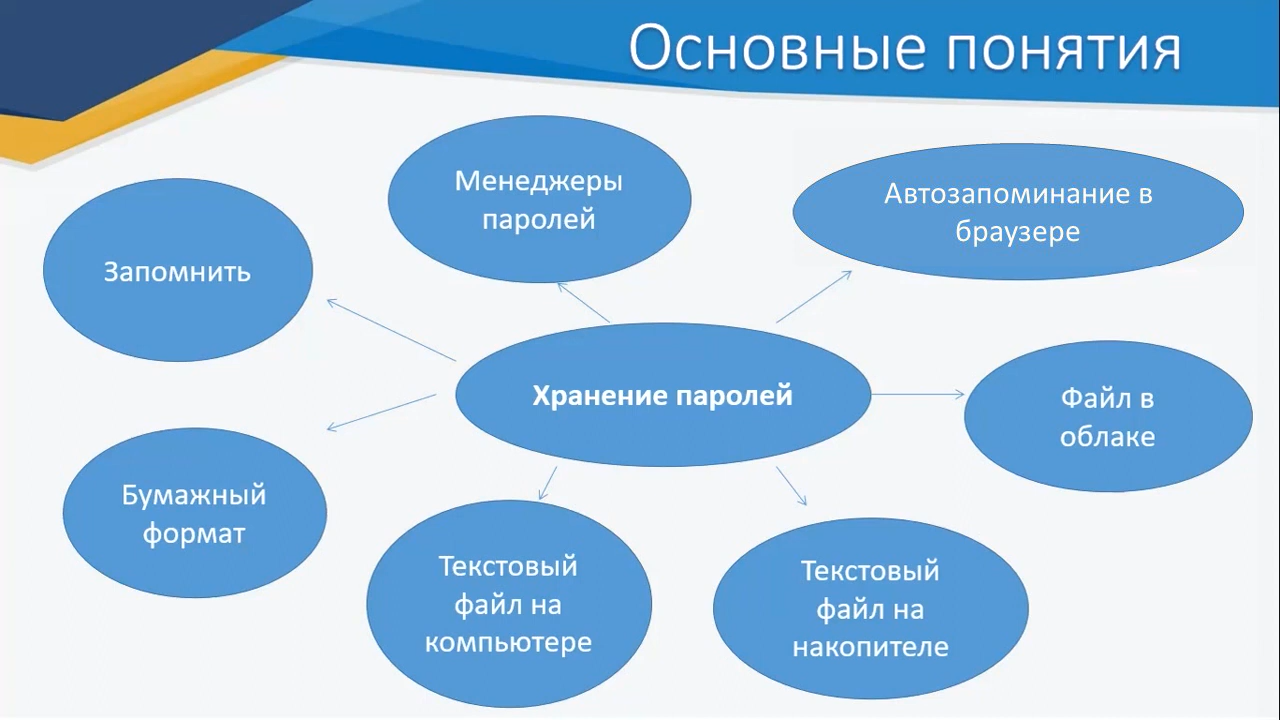 Основные понятия
Менеджеры
паролей
Автозапоминание в
браузере
Запомнить
Хранение паролей
Файл в
облаке
Бумажный
формат
Текстовый
файл на
компьютере
Текстовый
файл на
накопителе